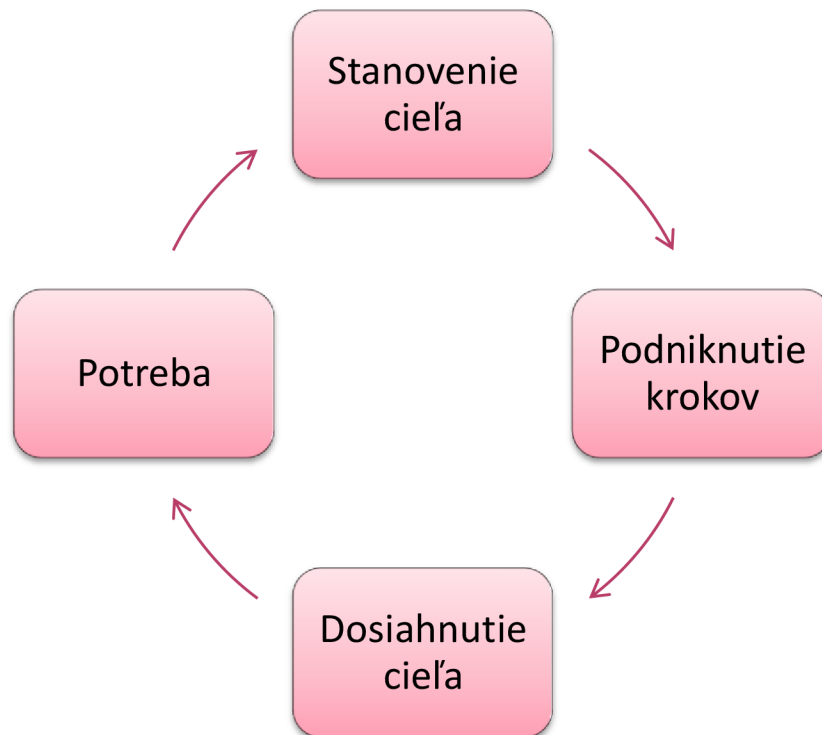 Stanovenie
cieľa
Potreba
Podniknutie
krokov
Dosiahnutie
cieľa